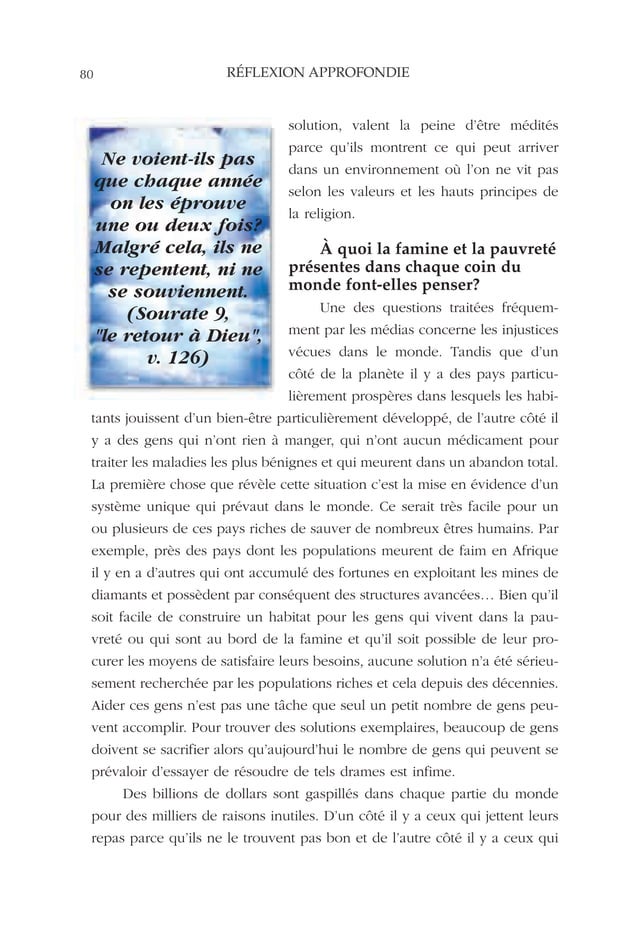 80
RÉFLEXION APPROFONDIE
Ne voient-ils pas
que chaque année
on les éprouve
une ou deux fois?
Malgré cela, ils ne
se repentent, ni ne
se souviennent.
(Sourate 9,
"le retour à Dieu",
v. 126)
solution, valent la peine d’être médités
parce qu’ils montrent ce qui peut arriver
dans un environnement où l’on ne vit pas
selon les valeurs et les hauts principes de
la religion.
À quoi la famine et la pauvreté
présentes dans chaque coin du
monde font-elles penser?
Une des questions traitées fréquem-
ment par les médias concerne les injustices
vécues dans le monde. Tandis que d’un
côté de la planète il y a des pays particu-
lièrement prospères dans lesquels les habi-
tants jouissent d’un bien-être particulièrement développé, de l’autre côté il
y a des gens qui n’ont rien à manger, qui n’ont aucun médicament pour
traiter les maladies les plus bénignes et qui meurent dans un abandon total.
La première chose que révèle cette situation c’est la mise en évidence d’un
système unique qui prévaut dans le monde. Ce serait très facile pour un
ou plusieurs de ces pays riches de sauver de nombreux êtres humains. Par
exemple, près des pays dont les populations meurent de faim en Afrique
il y en a d’autres qui ont accumulé des fortunes en exploitant les mines de
diamants et possèdent par conséquent des structures avancées… Bien qu’il
soit facile de construire un habitat pour les gens qui vivent dans la pau-
vreté ou qui sont au bord de la famine et qu’il soit possible de leur pro-
curer les moyens de satisfaire leurs besoins, aucune solution n’a été sérieu-
sement recherchée par les populations riches et cela depuis des décennies.
Aider ces gens n’est pas une tâche que seul un petit nombre de gens peu-
vent accomplir. Pour trouver des solutions exemplaires, beaucoup de gens
doivent se sacrifier alors qu’aujourd’hui le nombre de gens qui peuvent se
prévaloir d’essayer de résoudre de tels drames est infime.
Des billions de dollars sont gaspillés dans chaque partie du monde
pour des milliers de raisons inutiles. D’un côté il y a ceux qui jettent leurs
repas parce qu’ils ne le trouvent pas bon et de l’autre côté il y a ceux qui